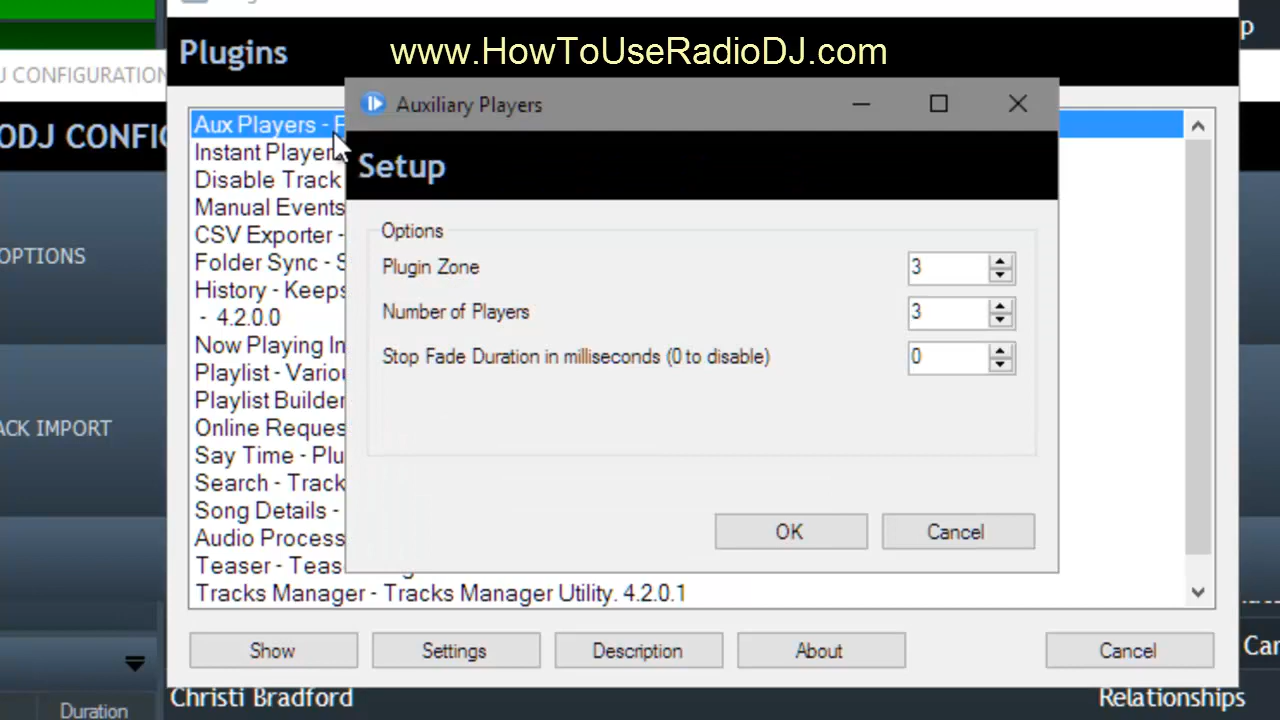 Plugins
www.HowToUseRadioDJ.com
p
J CONFIGURATION
Auxiliary Players
ODJ CONFIG
Aux Players - F
Setup
Instant Player
Disable Track
Manual Events
Options
CSV Exporter -
OPTIONS
Plugin Zone
3
Folder Sync - S
History - Keeps
Number of Players
3
- 4.2.0.0
Now Playing In
Stop Fade Duration in milliseconds (0 to disable)
0
Playlist - Variou
Playlist Builder
Online Reques
ACK IMPORT
Say Time - Plu
Search - Track
Song Details -
Audio Process
OK
Cancel
Teaser - Teas
Tracks Manager - Tracks Manager Utility. 4.2.0.1
Show
Settings
Description
About
Cancel
Car
Christi Bradford
Relationships
Duration